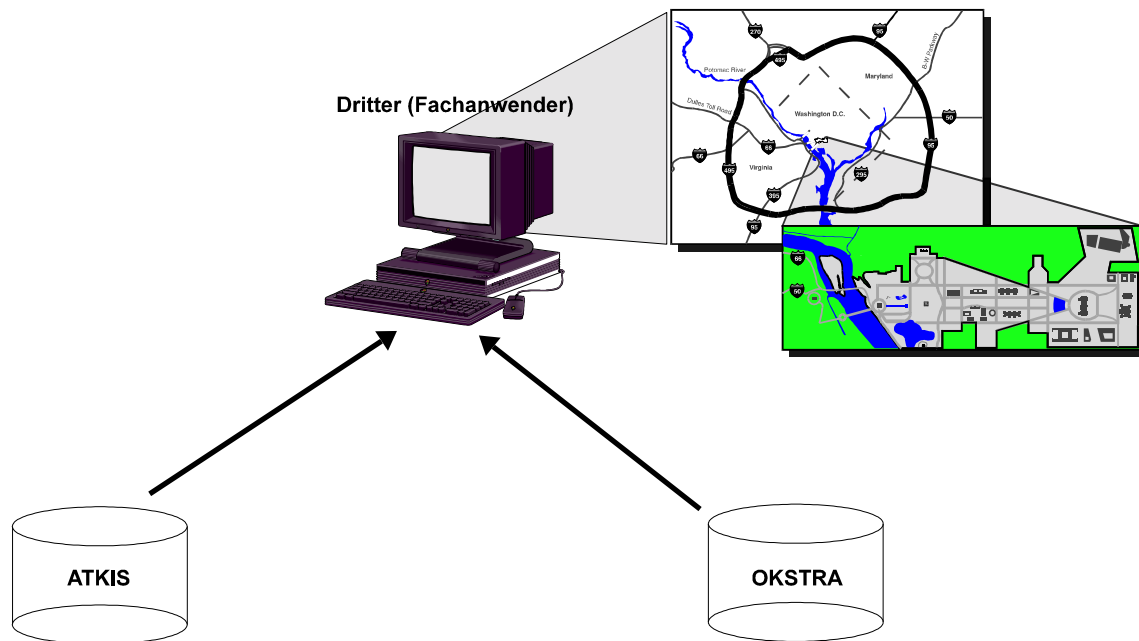 Dritter (Fachanwender)
270
95
495
B-W Parkway
Potomac River
Maryland
Dulles Toll Road
Washington D.C.
50
66
95
66
Virginia
495
295
395
95
66
50
ATKIS
OKSTRA